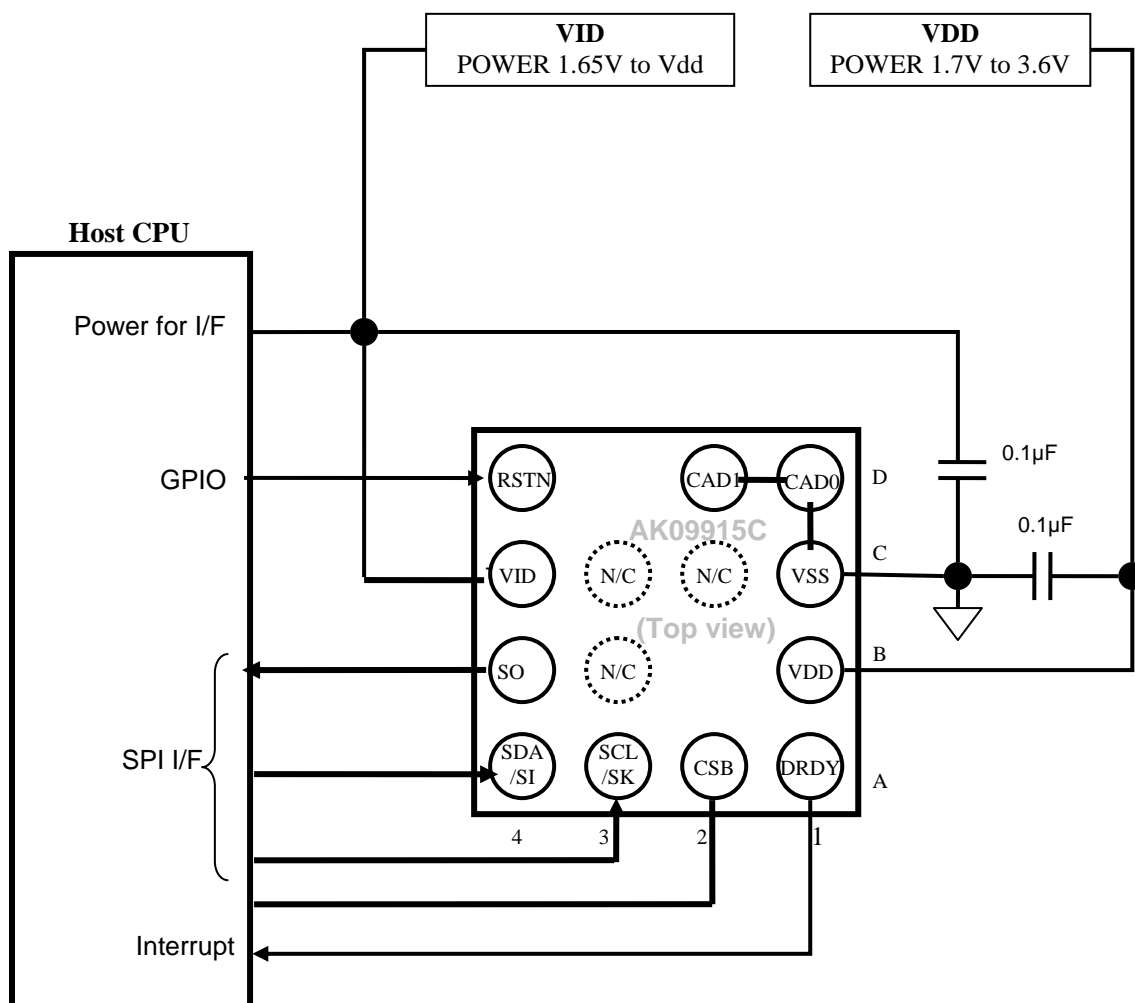 VID
POWER 1.65V to Vdd
VDD
POWER 1.7V to 3.6V
Host CPU
Power for I/F
GPIO
SPI I/F
Interrupt
0.1µF
0.1µF
RSTN
CAD1
CAD0
D
AK09915C
VID
N/C
N/C
VSS
C
(Top view)
SO
N/C
VDD
B
SDA
/SI
SCL
/SK
CSB
DRDY
A
4
3
2
1